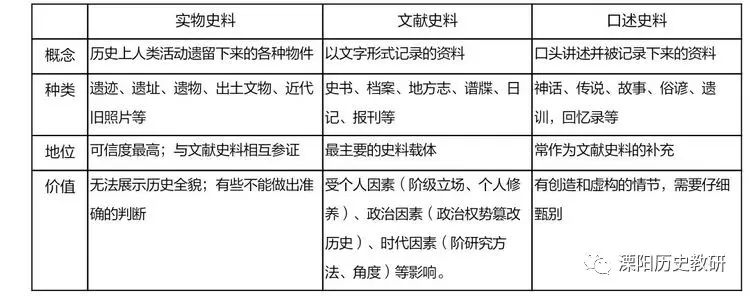 实物史料 文献史料 口述史料
概念 历史上人类活动遗留下来的各种物件 以文字形式记录的资料 口头讲述并被记录下来的资料
种类 遗迹、遗址、遗物、出土文物、近代 史书、档案、地方志、谱牒、日 神话、传说、故事、俗谚、遗
旧照片等 记、报刊等 训，回忆录等
地位 可信度最高；与文献史料相互参证 最主要的史料载体 常作为文献史料的补充
价值 无法展示历史全貌；有些不能做出准 受个人因素（阶级立场、个人修 有创造和虚构的情节，需要仔细
确的判断 养）、政治因素（政治权势篡改 甄别
历史）、时代因素（阶研究方
法、角度）等影响。
溧阳历史教研